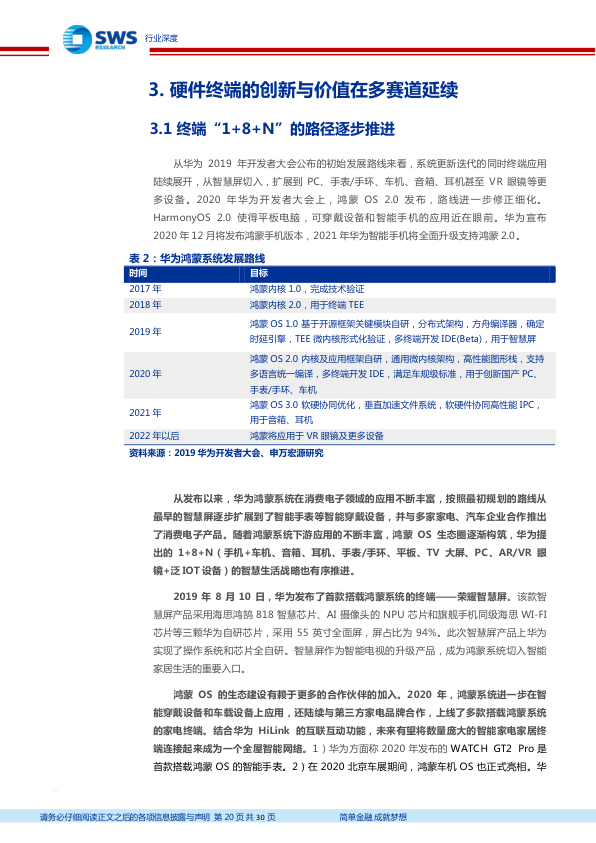 SWS
RESEARCH
行业深度
3. 硬件终端的创新与价值在多赛道延续
3.1 终端“1+8+N”的路径逐步推进
从华为 2019 年开发者大会公布的初始发展路线来看，系统更新迭代的同时终端应用
陆续展开，从智慧屏切入，扩展到 PC、手表/手环、车机、音箱、耳机甚至 VR 眼镜等更
多设备。2020 年华为开发者大会上，鸿蒙 OS 2.0 发布，路线进一步修正细化。
HarmonyOS 2.0 使得平板电脑，可穿戴设备和智能手机的应用近在眼前。华为宣布
2020 年 12 月将发布鸿蒙手机版本，2021 年华为智能手机将全面升级支持鸿蒙 2.0。
表 2：华为鸿蒙系统发展路线
时间 目标
2017 年 鸿蒙内核 1.0，完成技术验证
2018 年 鸿蒙内核 2.0，用于终端 TEE
2019 年 鸿蒙 OS 1.0 基于开源框架关键模块自研，分布式架构，方舟编译器，确定
时延引擎，TEE 微内核形式化验证，多终端开发 IDE(Beta)，用于智慧屏
2020 年 鸿蒙 OS 2.0 内核及应用框架自研，通用微内核架构，高性能图形栈，支持
多语言统一编译，多终端开发 IDE，满足车规级标准，用于创新国产 PC、
手表/手环、车机
2021 年 鸿蒙 OS 3.0 软硬协同优化，垂直加速文件系统，软硬件协同高性能 IPC，
用于音箱、耳机
2022 年以后 鸿蒙将应用于 VR 眼镜及更多设备
资料来源：2019 华为开发者大会、申万宏源研究
从发布以来，华为鸿蒙系统在消费电子领域的应用不断丰富，按照最初规划的路线从
最早的智慧屏逐步扩展到了智能手表等智能穿戴设备，并与多家家电、汽车企业合作推出
了消费电子产品。随着鸿蒙系统下游应用的不断丰富，鸿蒙 OS 生态圈逐渐构筑，华为提
出的 1+8+N（手机+车机、音箱、耳机、手表/手环、平板、TV 大屏、PC、AR/VR 眼
镜+泛 IOT 设备）的智慧生活战略也有序推进。
2019 年 8 月 10 日，华为发布了首款搭载鸿蒙系统的终端——荣耀智慧屏。该款智
慧屏产品采用海思鸿鹄 818 智慧芯片、AI 摄像头的 NPU 芯片和旗舰手机同级海思 WI-FI
芯片等三颗华为自研芯片，采用 55 英寸全面屏，屏占比为 94%。此次智慧屏产品上华为
实现了操作系统和芯片全自研。智慧屏作为智能电视的升级产品，成为鸿蒙系统切入智能
家居生活的重要入口。
鸿蒙 OS 的生态建设有赖于更多的合作伙伴的加入。2020 年，鸿蒙系统进一步在智
能穿戴设备和车载设备上应用，还陆续与第三方家电品牌合作，上线了多款搭载鸿蒙系统
的家电终端。结合华为 HiLink 的互联互动功能，未来有望将数量庞大的智能家电家居终
端连接起来成为一个全屋智能网络。1）华为方面称 2020 年发布的 WATCH GT2 Pro 是
首款搭载鸿蒙 OS 的智能手表。2）在 2020 北京车展期间，鸿蒙车机 OS 也正式亮相。华
请务必仔细阅读正文之后的各项信息披露与声明 第 20 页 共 30 页 简单金融 成就梦想